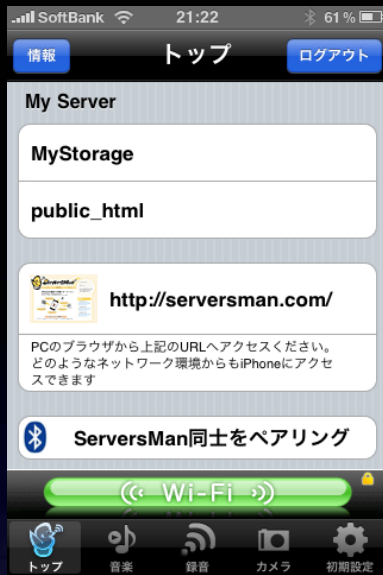 SoftBank 21:22 61%
情報 トップ ログアウト
My Server
MyStorage
public_html
ServersMan
http://serversman.com/
PCのブラウザから上記のURLへアクセスください。
どのようなネットワーク環境からもiPhoneにアクセ
スできます
ServersMan同士をペアリング
Wi-Fi
トップ 音楽 録音 カメラ 初期設定